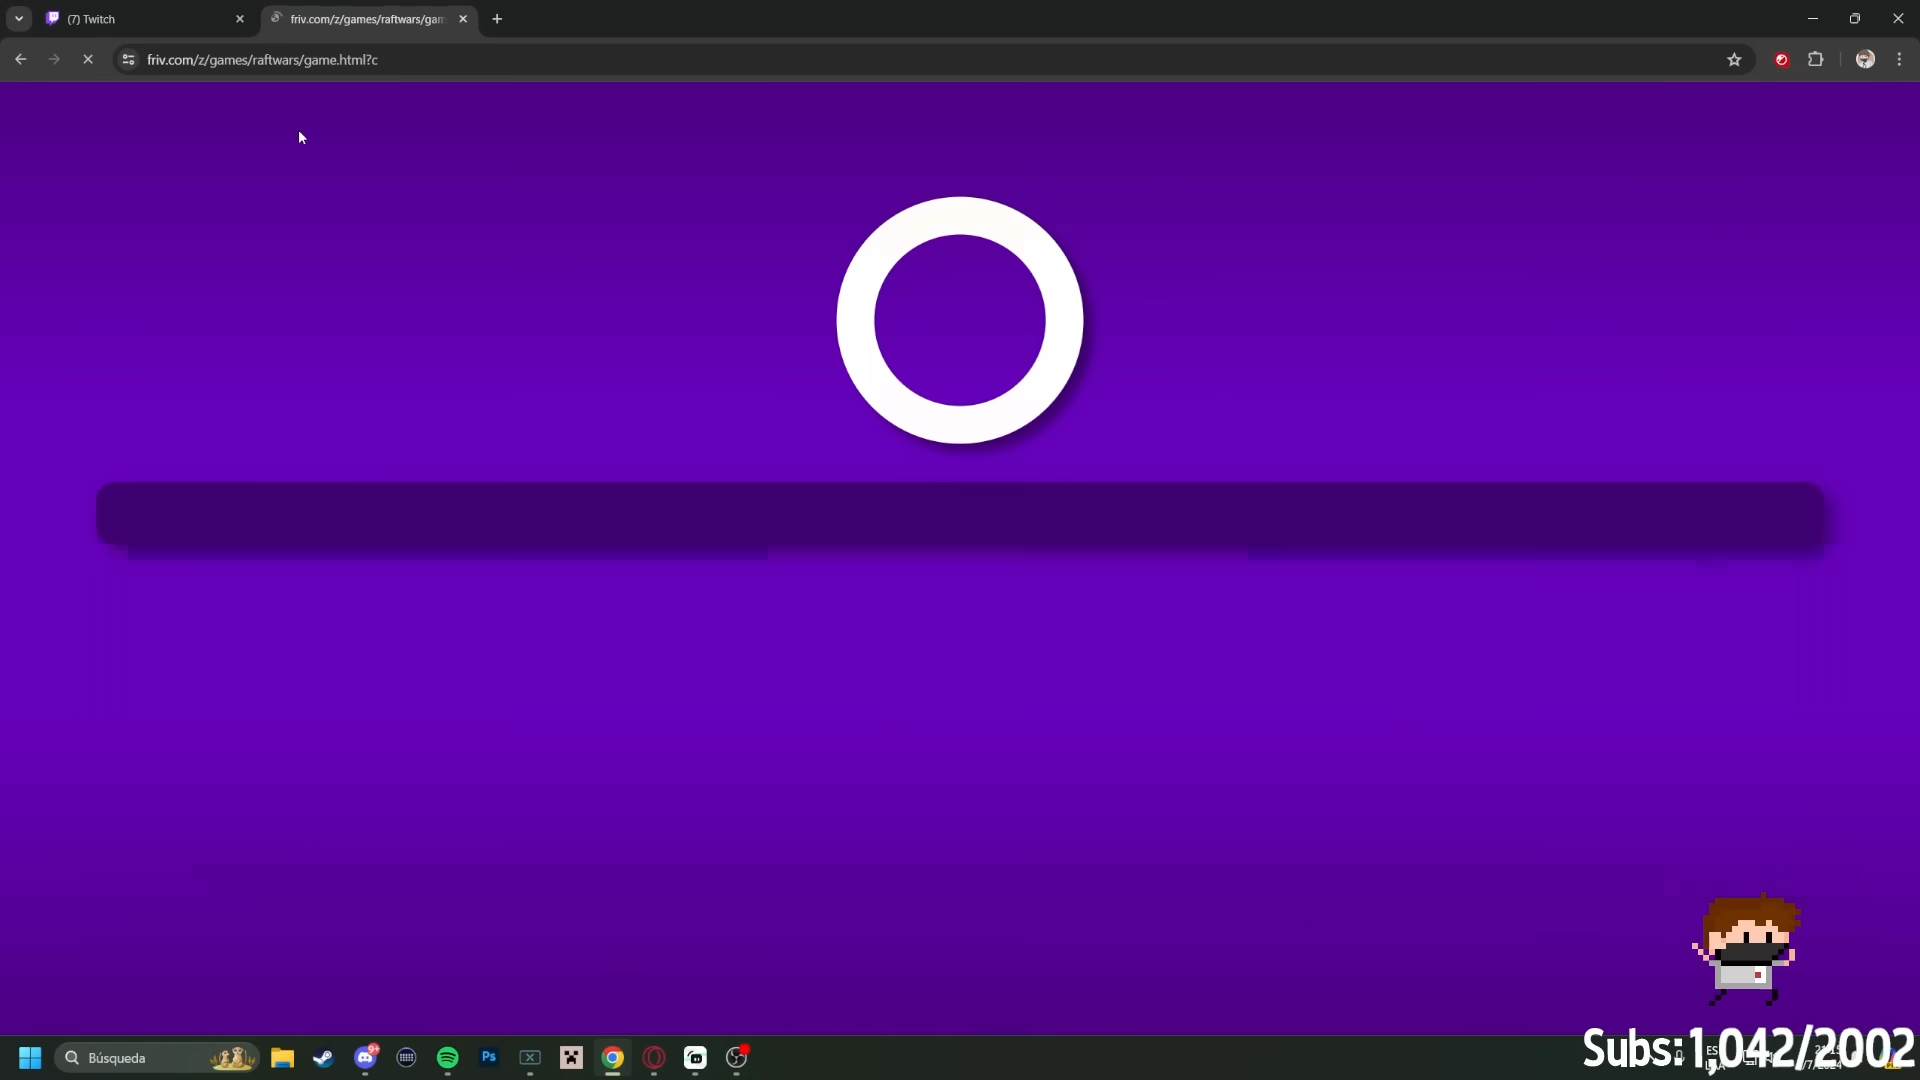 (7) Twitch
friv.com/z/games/raftwars/gam
friv.com/z/games/raftwars/game.html?c
Búsqueda
9+
Ps
Subs:1,042/2002